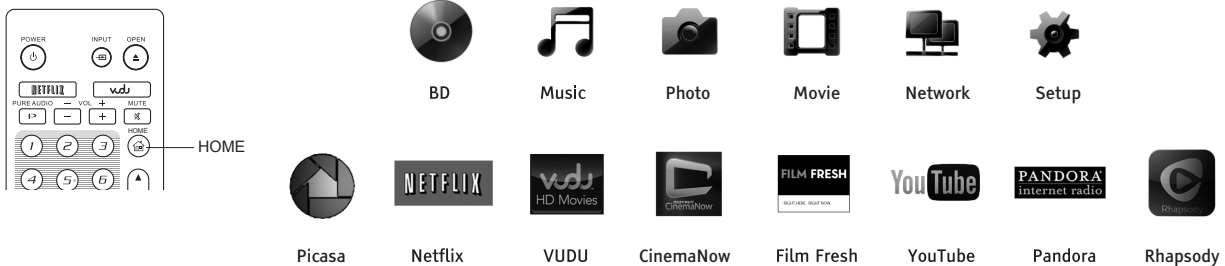 POWER INPUT OPEN
NETFLIX VUDU
PURE AUDIO − VOL + MUTE
− +
HOME
1 2 3
4 5 6
HOME
BD Music Photo Movie Network Setup
NETFLIX
VUDU
HD Movies
CinemaNow
FILM FRESH
RIGHT HERE. RIGHT NOW.
YouTube
PANDORA
internet radio
Rhapsody
Picasa Netflix VUDU CinemaNow Film Fresh YouTube Pandora Rhapsody